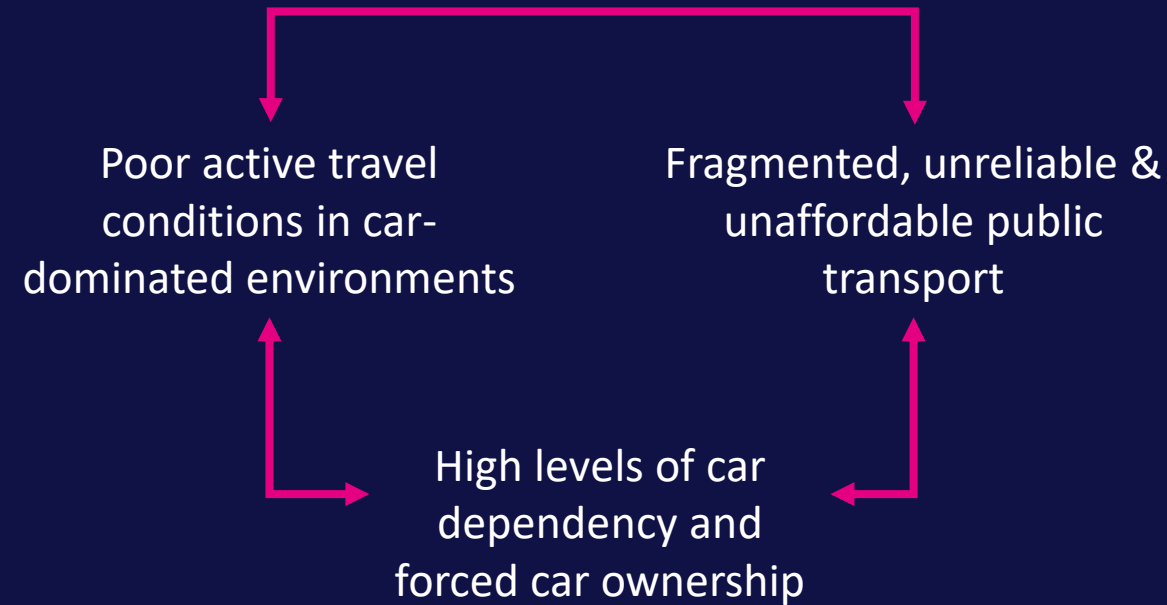 Poor active travel
conditions in car-
dominated environments
Fragmented, unreliable &
unaffordable public
transport
High levels of car
dependency and
forced car ownership